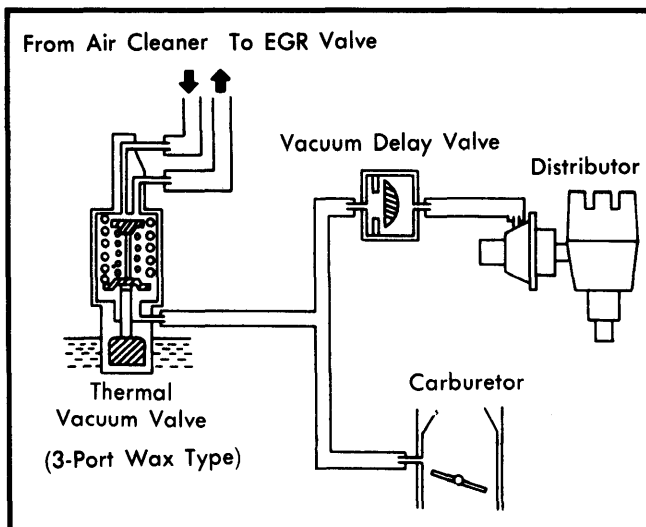 From Air Cleaner To EGR Valve
Vacuum Delay Valve
Distributor
Thermal
Vacuum Valve
(3-Port Wax Type)
Carburetor